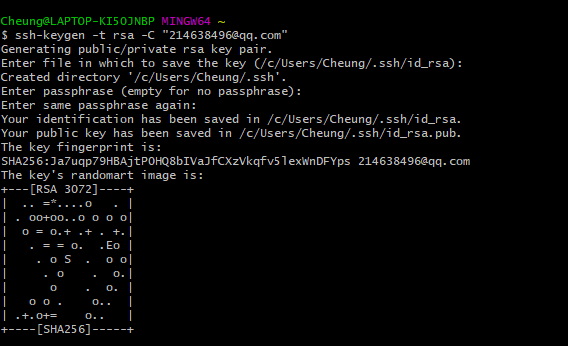 Cheung@LAPTOP-KI5OJNBP MINGW64 ~
$ ssh-keygen -t rsa -C "214638496@qq.com"
Generating public/private rsa key pair.
Enter file in which to save the key (/c/Users/Cheung/.ssh/id_rsa):
Created directory '/c/Users/Cheung/.ssh'.
Enter passphrase (empty for no passphrase):
Enter same passphrase again:
Your identification has been saved in /c/Users/Cheung/.ssh/id_rsa.
Your public key has been saved in /c/Users/Cheung/.ssh/id_rsa.pub.
The key fingerprint is:
SHA256:Ja7uqp79HBAjtPOHQ8bIVaJfCXzVkqfv5lexWnDFYps 214638496@qq.com
The key's randomart image is:
+---[RSA 3072]----+
|  .. =*....o   . |
| . oo+oo..o o o o|
|  o = o.+ .+ . +.|
|   . = = o.  .Eo |
|    . o S  .  o o|
|     . o    .  o.|
|      o    .  o. |
|   o o .    o..  |
| .+.o+=    o..   |
+----[SHA256]-----+